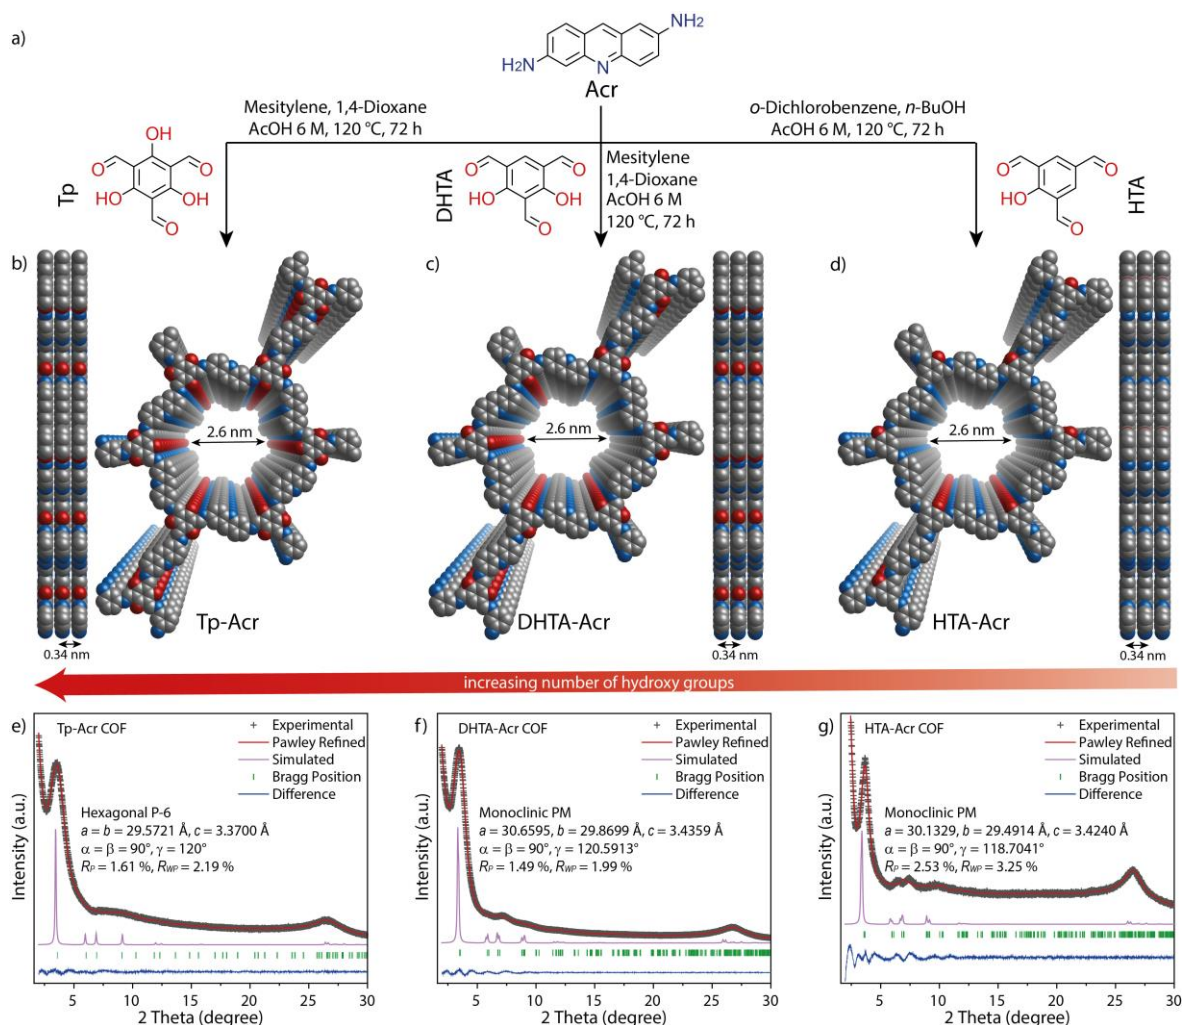 a)
NH₂
H₂N
N
Acr
Mesitylene, 1,4-Dioxane
AcOH 6 M, 120 °C, 72 h
o-Dichlorobenzene, n-BuOH
AcOH 6 M, 120 °C, 72 h
Mesitylene
1,4-Dioxane
AcOH 6 M
120 °C, 72 h
Tp
OH
O
O
HO
OH
O
DHTA
O
O
HO
OH
O
O
O
HO
O
HTA
b)
c)
d)
2.6 nm
2.6 nm
2.6 nm
Tp-Acr
DHTA-Acr
HTA-Acr
0.34 nm
0.34 nm
0.34 nm
increasing number of hydroxy groups
e)
Tp-Acr COF
Experimental
Pawley Refined
Simulated
Bragg Position
Difference
Hexagonal P-6
a = b = 29.5721 Å, c = 3.3700 Å
α = β = 90°, γ = 120°
RP = 1.61 %, RWP = 2.19 %
Intensity (a.u.)
5 10 15 20 25 30
2 Theta (degree)
f)
DHTA-Acr COF
Experimental
Pawley Refined
Simulated
Bragg Position
Difference
Monoclinic PM
a = 30.6595, b = 29.8699 Å, c = 3.4359 Å
α = β = 90°, γ = 120.5913°
RP = 1.49 %, RWP = 1.99 %
Intensity (a.u.)
5 10 15 20 25 30
2 Theta (degree)
g)
HTA-Acr COF
Experimental
Pawley Refined
Simulated
Bragg Position
Difference
Monoclinic PM
a = 30.1329, b = 29.4914 Å, c = 3.4240 Å
α = β = 90°, γ = 118.7041°
RP = 2.53 %, RWP = 3.25 %
Intensity (a.u.)
5 10 15 20 25 30
2 Theta (degree)